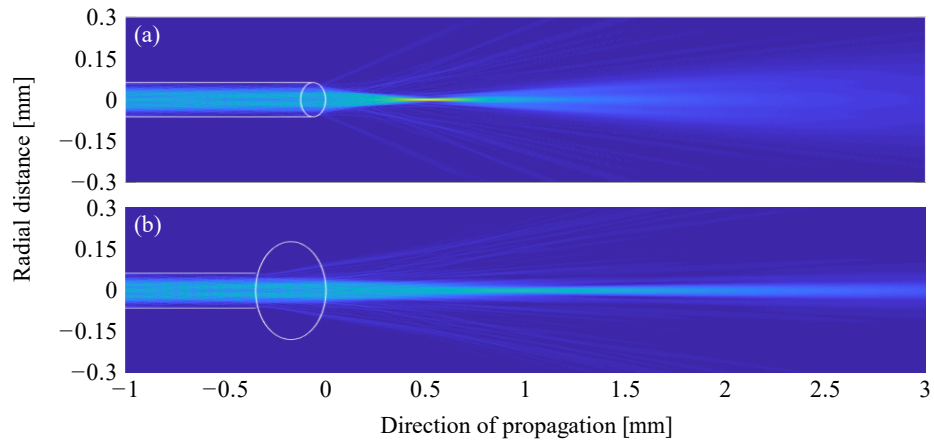 0.3
(a)
0.15
0
−0.15
−0.3
Radial distance [mm]
0.3
(b)
0.15
0
−0.15
−0.3
−1 −0.5 0 0.5 1 1.5 2 2.5 3
Direction of propagation [mm]